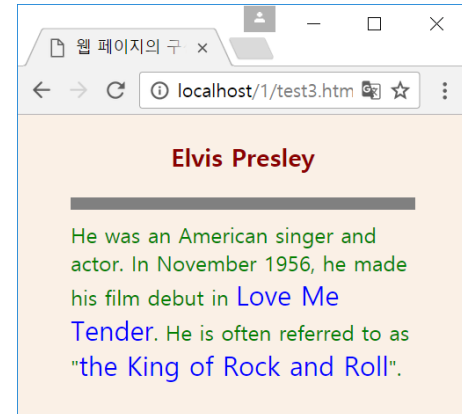 웹 페이지의 구
localhost/1/test3.htm
Elvis Presley
He was an American singer and
actor. In November 1956, he made
his film debut in Love Me
Tender. He is often referred to as
"the King of Rock and Roll".